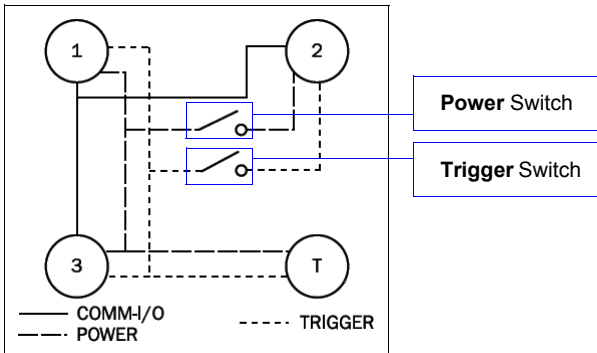 1
2
Power Switch
Trigger Switch
3
T
COMM-I/O
POWER
TRIGGER